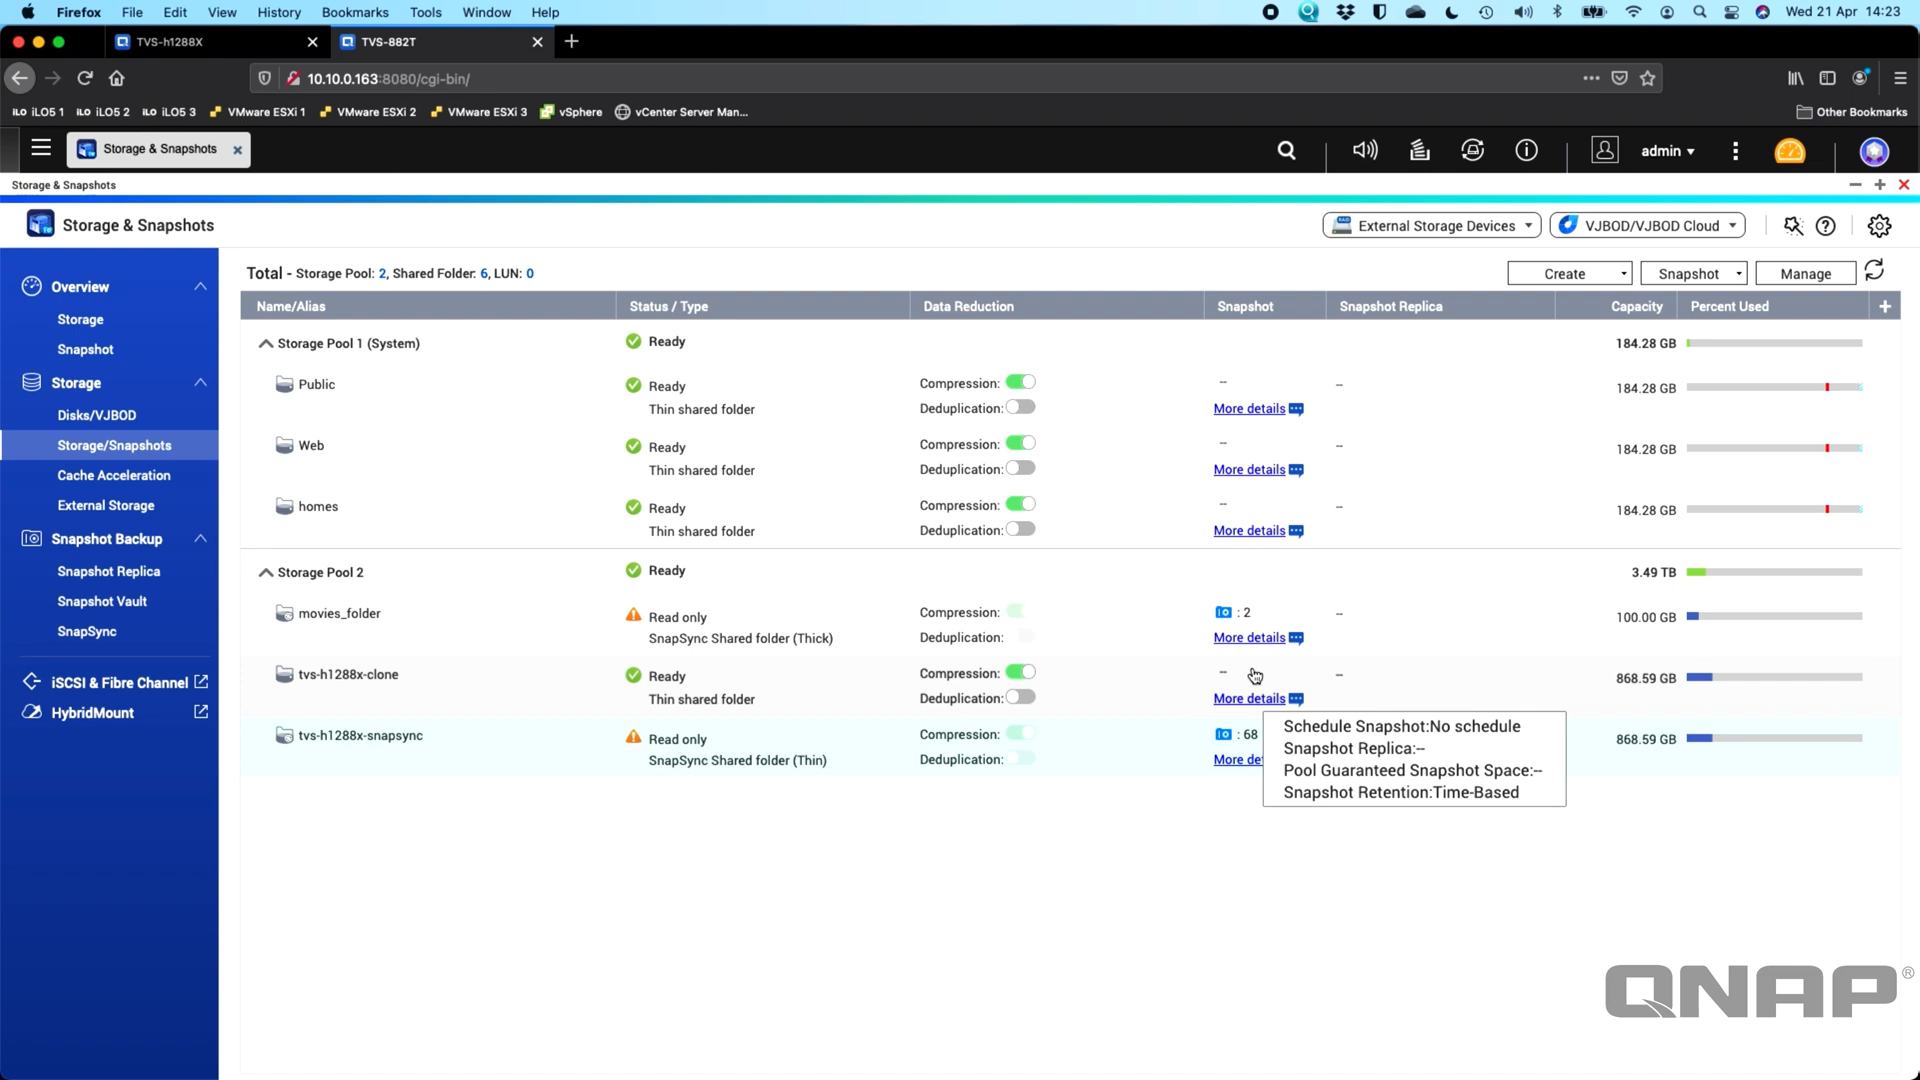 Firefox File Edit View History Bookmarks Tools Window Help Wed 21 Apr 14:23
TVS-h1288X TVS-882T
10.10.0.163:8080/cgi-bin/
iLO iLO5 1 iLO iLO5 2 iLO iLO5 3 VMware ESXi 1 VMware ESXi 2 VMware ESXi 3 vSphere vCenter Server Man... Other Bookmarks
Storage & Snapshots admin
Storage & Snapshots
Storage & Snapshots External Storage Devices VJBOD/VJBOD Cloud
Overview
Storage
Snapshot
Storage
Disks/VJBOD
Storage/Snapshots
Cache Acceleration
External Storage
Snapshot Backup
Snapshot Replica
Snapshot Vault
SnapSync
iSCSI & Fibre Channel
HybridMount
Total - Storage Pool: 2, Shared Folder: 6, LUN: 0 Create Snapshot Manage
Name/Alias Status / Type Data Reduction Snapshot Snapshot Replica Capacity Percent Used
Storage Pool 1 (System) Ready 184.28 GB
Public Ready Compression: -- -- 184.28 GB
Thin shared folder Deduplication: More details
Web Ready Compression: -- -- 184.28 GB
Thin shared folder Deduplication: More details
homes Ready Compression: -- -- 184.28 GB
Thin shared folder Deduplication: More details
Storage Pool 2 Ready 3.49 TB
movies_folder Read only Compression: : 2 -- 100.00 GB
SnapSync Shared folder (Thick) Deduplication: More details
tvs-h1288x-clone Ready Compression: -- -- 868.59 GB
Thin shared folder Deduplication: More details
tvs-h1288x-snapsync Read only Compression: : 68 868.59 GB
SnapSync Shared folder (Thin) Deduplication: More det
Schedule Snapshot:No schedule
Snapshot Replica:--
Pool Guaranteed Snapshot Space:--
Snapshot Retention:Time-Based
QNAP®